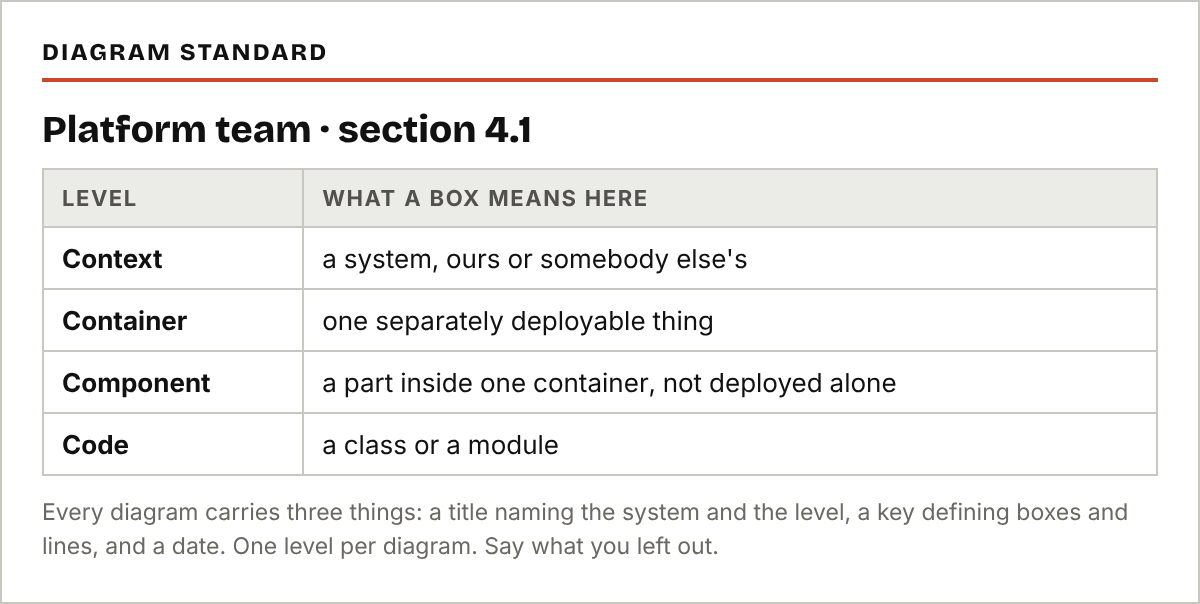 DIAGRAM STANDARD
Platform team · section 4.1
LEVEL WHAT A BOX MEANS HERE
Context a system, ours or somebody else's
Container one separately deployable thing
Component a part inside one container, not deployed alone
Code a class or a module
Every diagram carries three things: a title naming the system and the level, a key defining boxes and
lines, and a date. One level per diagram. Say what you left out.